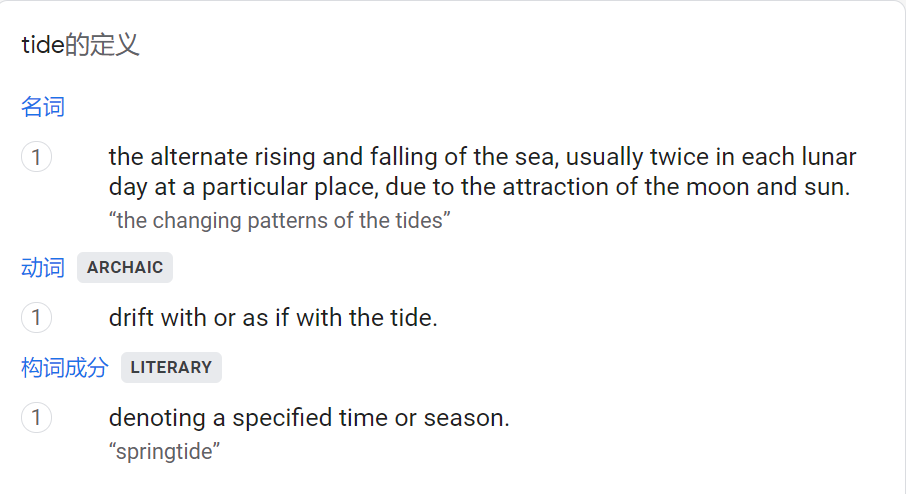 tide的定义
名词
1
the alternate rising and falling of the sea, usually twice in each lunar
day at a particular place, due to the attraction of the moon and sun.
“the changing patterns of the tides”
动词 ARCHAIC
1
drift with or as if with the tide.
构词成分 LITERARY
1
denoting a specified time or season.
“springtide”